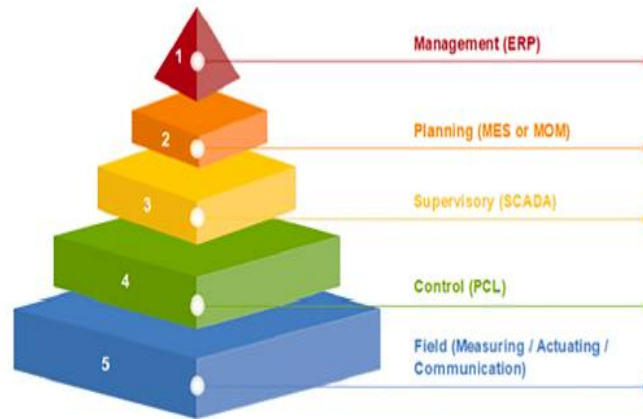 1
Management (ERP)
2
Planning (MES or MOM)
3
Supervisory (SCADA)
4
Control (PCL)
5
Field (Measuring / Actuating /
Communication)